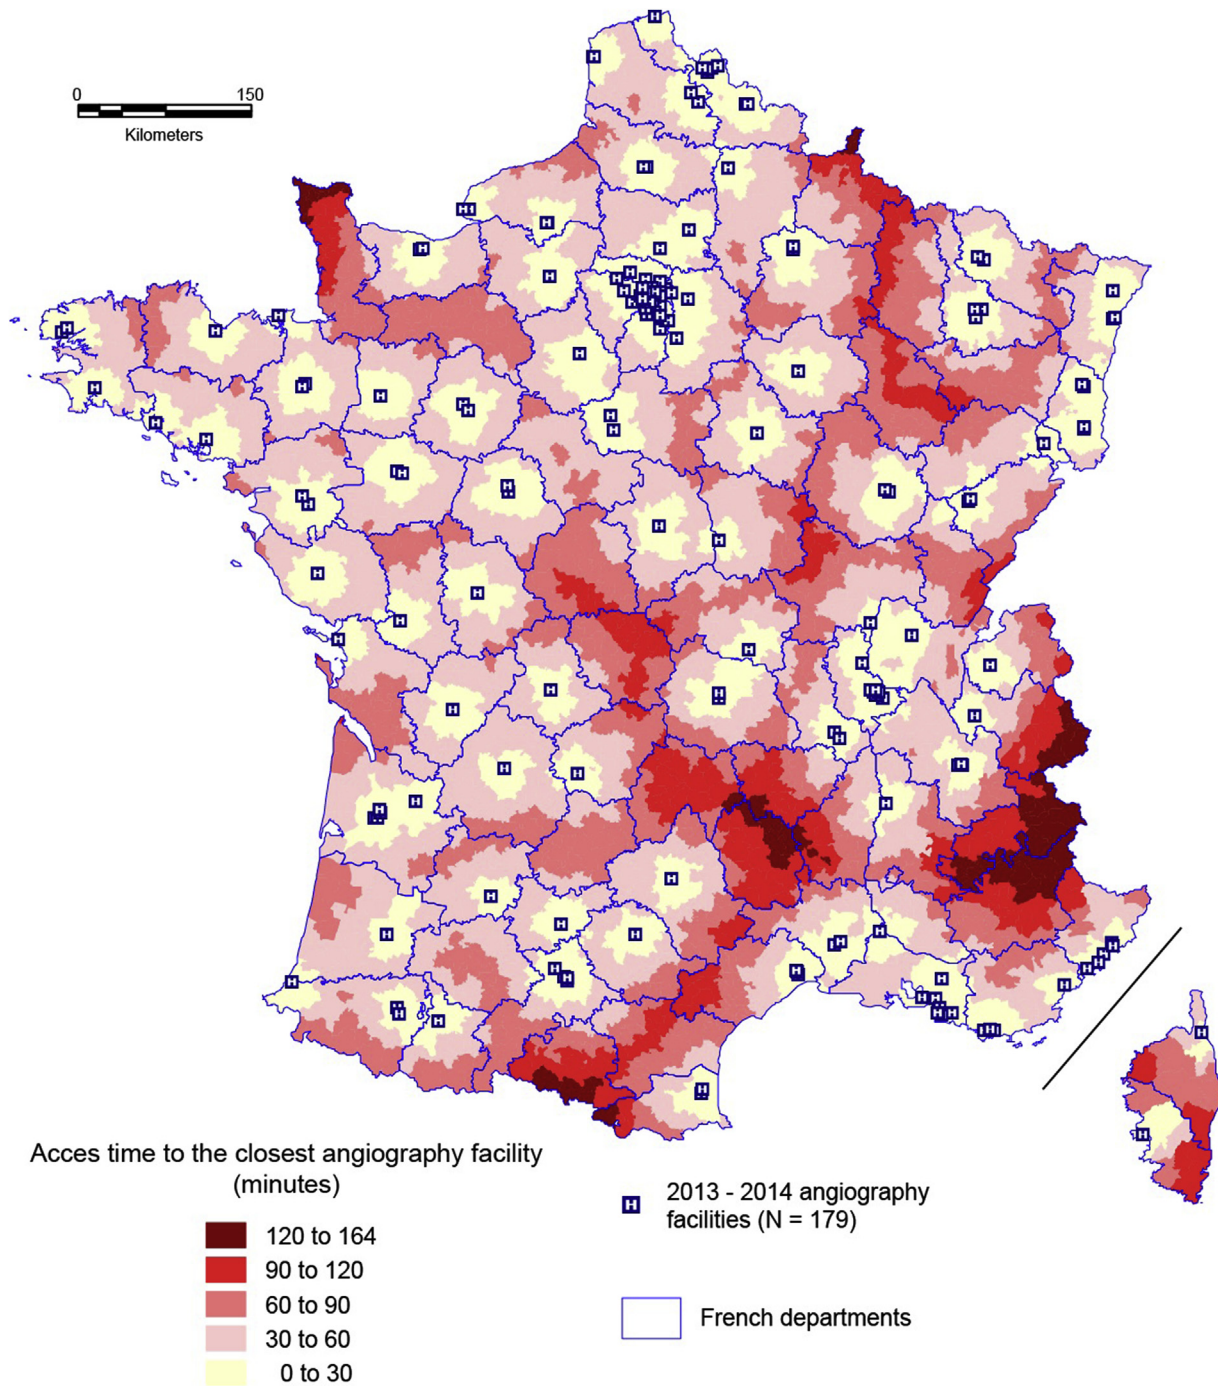 0 150
Kilometers
Acces time to the closest angiography facility
(minutes)
120 to 164
90 to 120
60 to 90
30 to 60
0 to 30
H 2013 - 2014 angiography
facilities (N = 179)
French departments